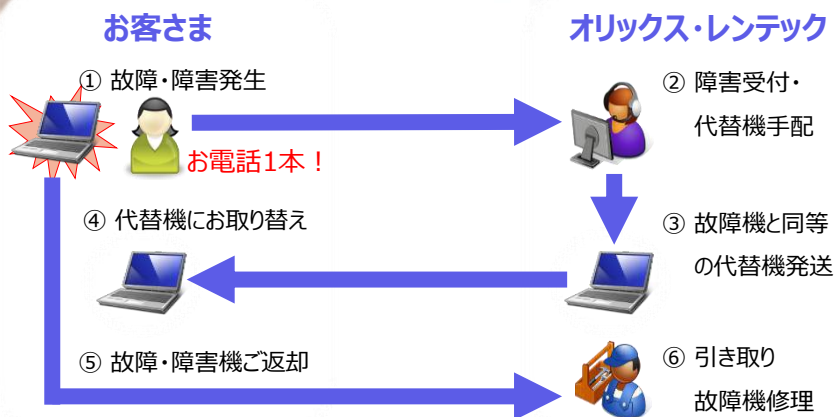 お客さま
オリックス・レンテック
① 故障・障害発生
② 障害受付・
代替機手配
お電話1本！
④ 代替機にお取り替え
③ 故障機と同等
の代替機発送
⑤ 故障・障害機ご返却
⑥ 引き取り
故障機修理